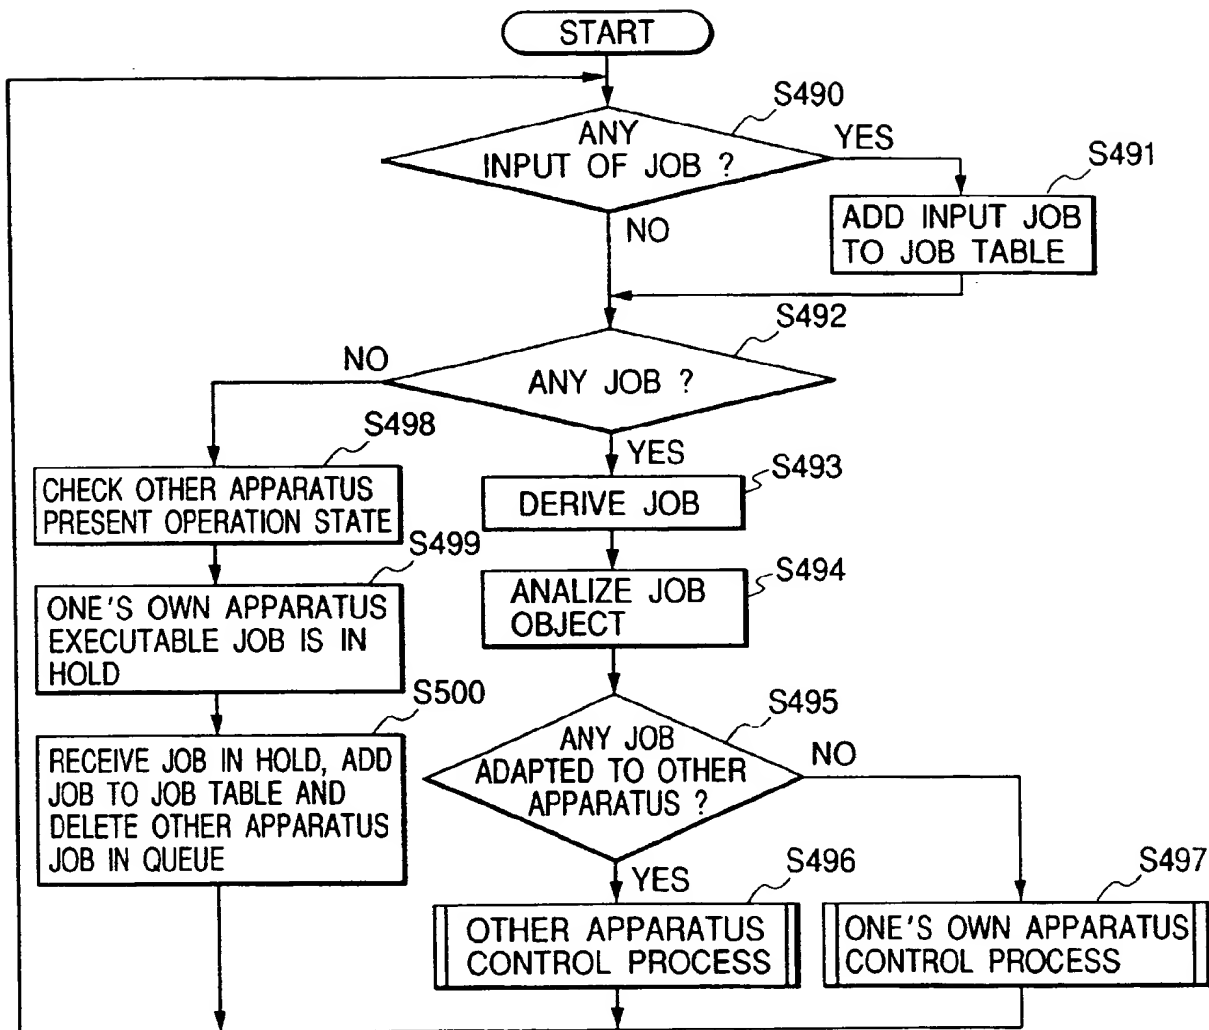 START
S490
ANY
INPUT OF JOB ?
YES
S491
ADD INPUT JOB
TO JOB TABLE
NO
S492
NO
ANY JOB ?
S498
YES
CHECK OTHER APPARATUS
PRESENT OPERATION STATE
S493
DERIVE JOB
S499
S494
ONE'S OWN APPARATUS
EXECUTABLE JOB IS IN
HOLD
ANALIZE JOB
OBJECT
S500
S495
RECEIVE JOB IN HOLD, ADD
JOB TO JOB TABLE AND
DELETE OTHER APPARATUS
JOB IN QUEUE
ANY JOB
ADAPTED TO OTHER
APPARATUS ?
NO
YES
S496
S497
OTHER APPARATUS
CONTROL PROCESS
ONE'S OWN APPARATUS
CONTROL PROCESS